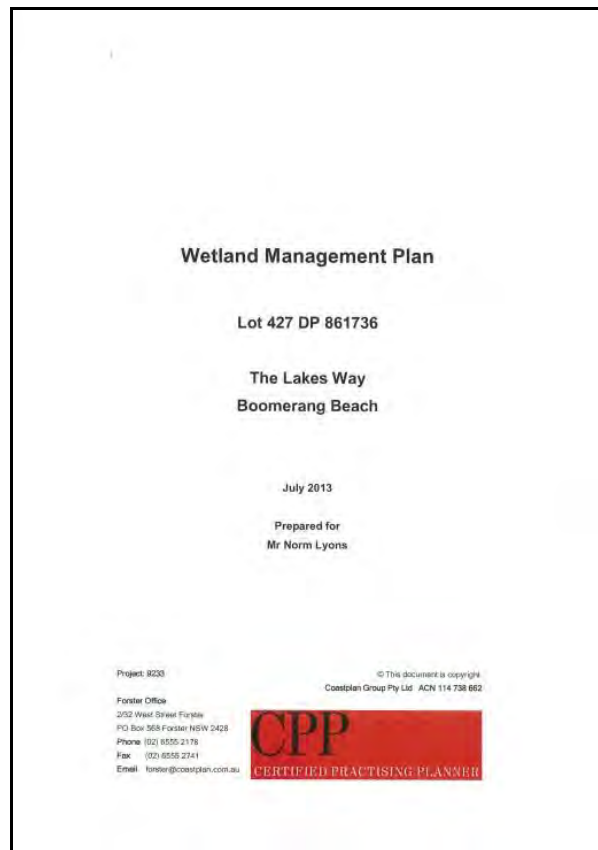 Wetland Management Plan
Lot 427 DP 861736
The Lakes Way
Boomerang Beach
July 2013
Prepared for
Mr Norm Lyons
Project: 9233
Forster Office
2/32 West Street Forster
PO Box 568 Forster NSW 2428
Phone (02) 6555 2178
Fax (02) 6555 2741
Email forster@coastplan.com.au
© This document is copyright
Coastplan Group Pty Ltd ACN 114 738 662
CPP
CERTIFIED PRACTISING PLANNER